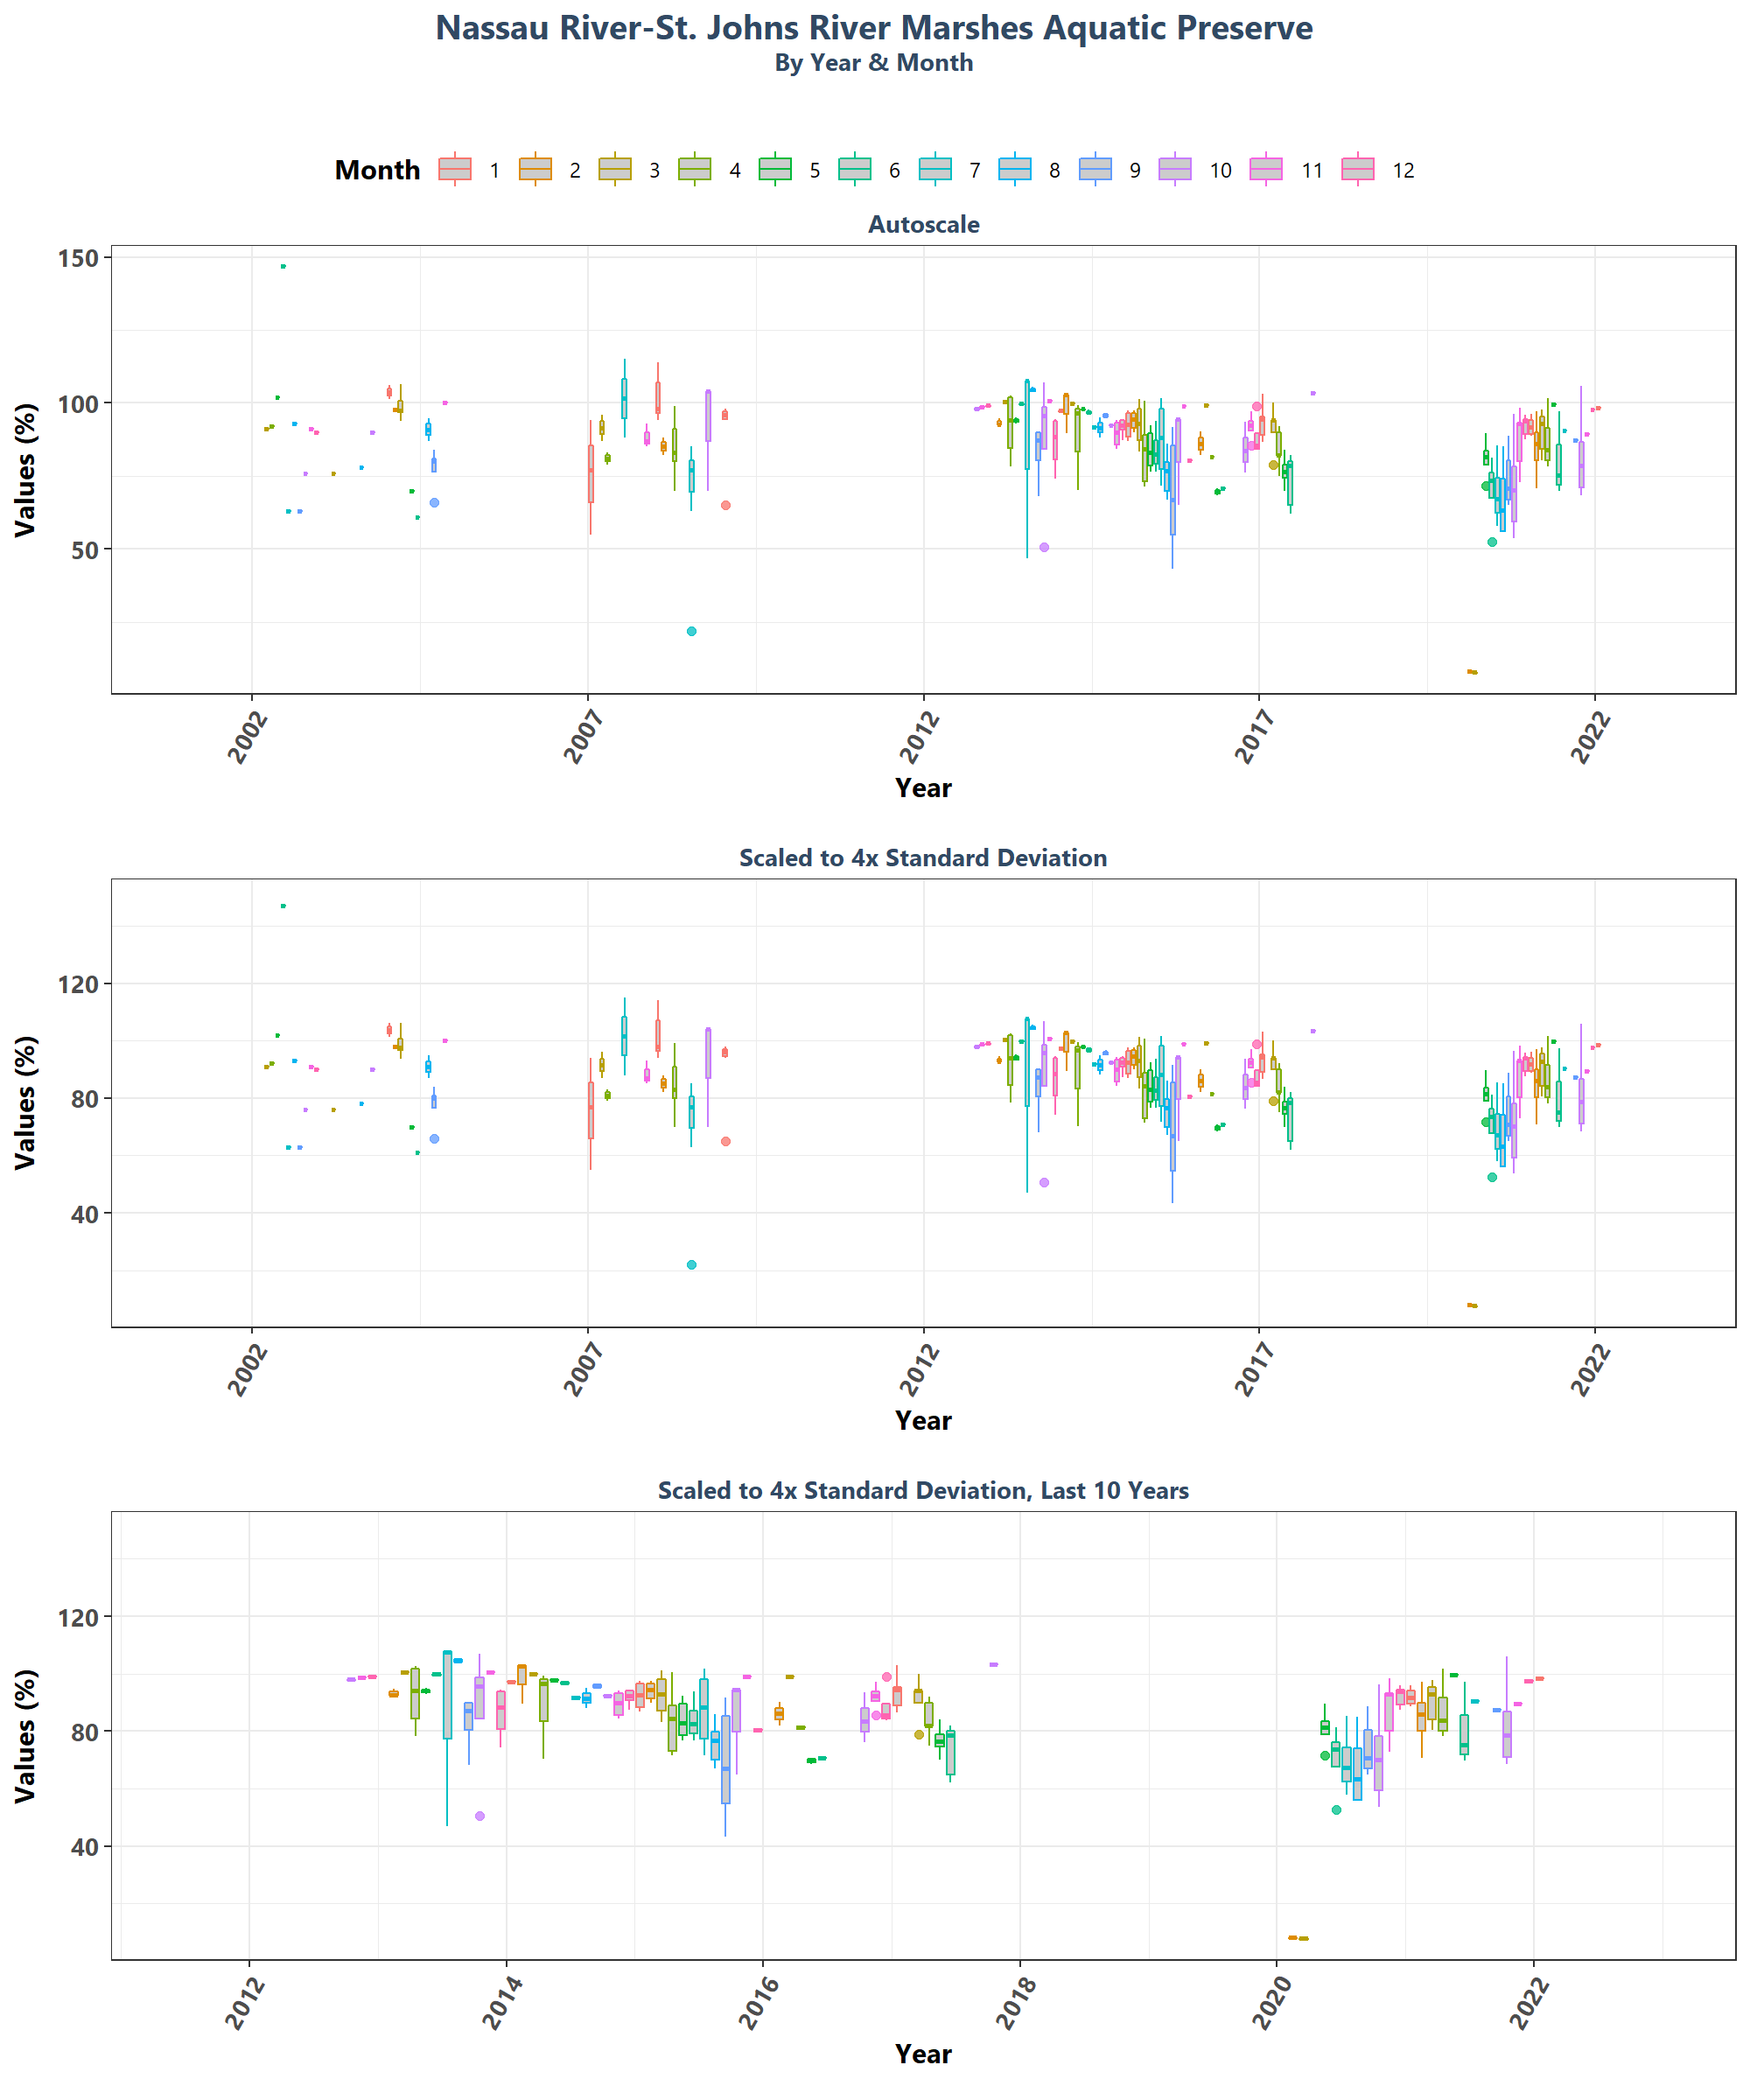 Nassau River-St. Johns River Marshes Aquatic Preserve
By Year & Month
Month 1 2 3 4 5 6 7 8 9 10 11 12
Autoscale
150
100
50
Values (%)
2002 2007 2012 2017 2022
Year
Scaled to 4x Standard Deviation
120
80
40
Values (%)
2002 2007 2012 2017 2022
Year
Scaled to 4x Standard Deviation, Last 10 Years
120
80
40
Values (%)
2012 2014 2016 2018 2020 2022
Year